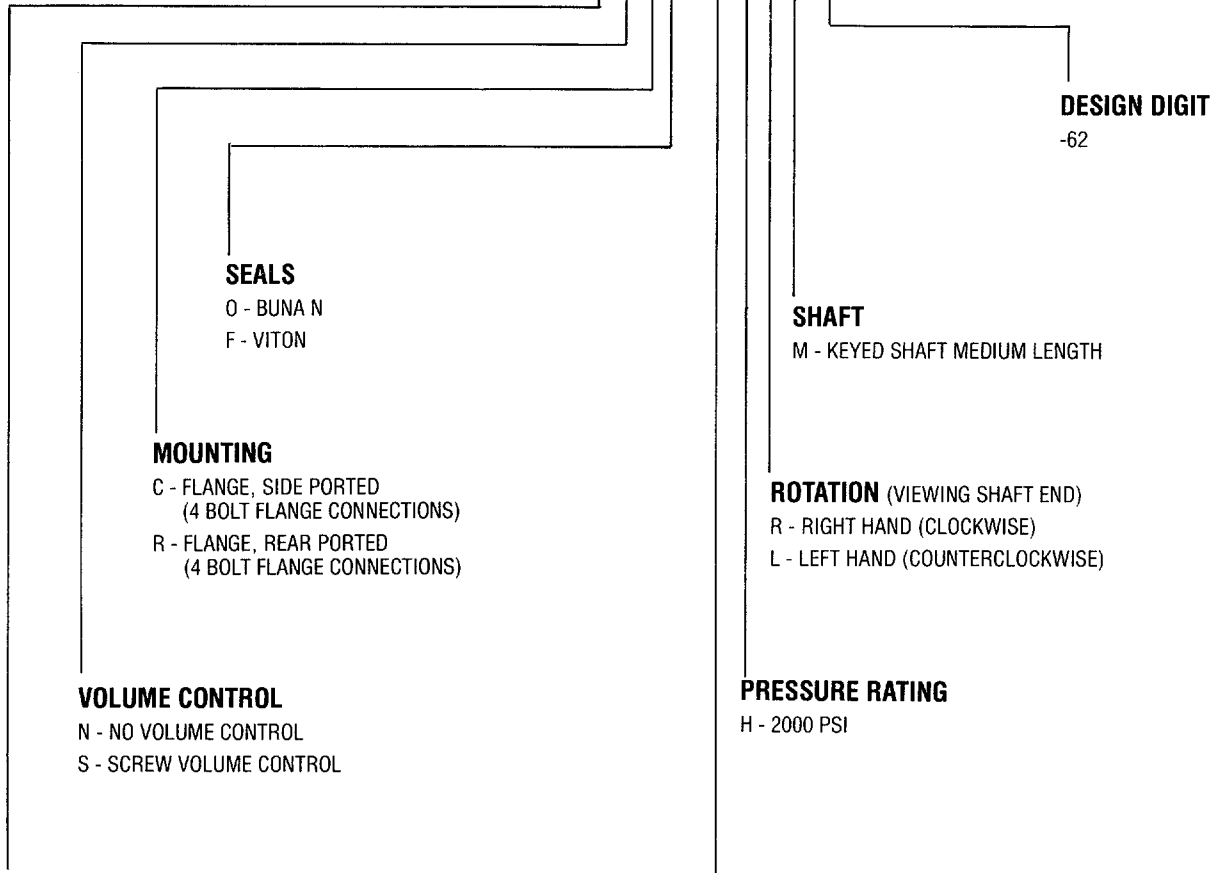 DESIGN DIGIT
-62
SEALS
O - BUNA N
F - VITON
SHAFT
M - KEYED SHAFT MEDIUM LENGTH
MOUNTING
C - FLANGE, SIDE PORTED
(4 BOLT FLANGE CONNECTIONS)
R - FLANGE, REAR PORTED
(4 BOLT FLANGE CONNECTIONS)
ROTATION (VIEWING SHAFT END)
R - RIGHT HAND (CLOCKWISE)
L - LEFT HAND (COUNTERCLOCKWISE)
VOLUME CONTROL
N - NO VOLUME CONTROL
S - SCREW VOLUME CONTROL
PRESSURE RATING
H - 2000 PSI